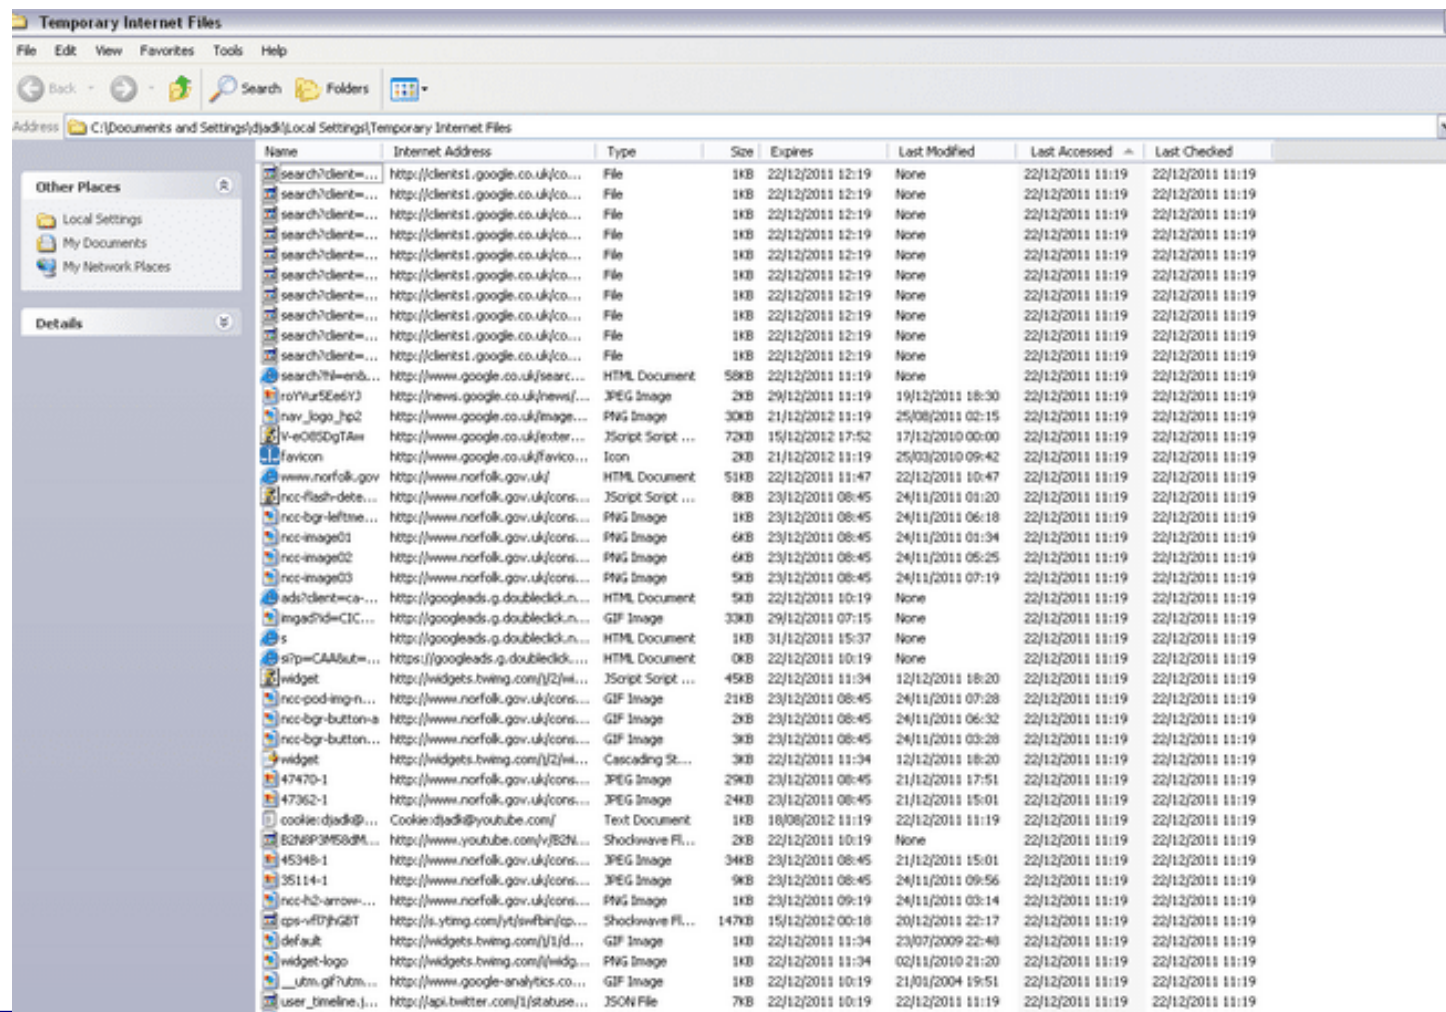 Temporary Internet Files
File Edit View Favorites Tools Help
Back Search Folders
Address C:\Documents and Settings\djadk\Local Settings\Temporary Internet Files
Name Internet Address Type Size Expires Last Modified Last Accessed Last Checked
Other Places
Local Settings
My Documents
My Network Places
Details
search?client=... http://clients1.google.co.uk/co... File 1KB 22/12/2011 12:19 None 22/12/2011 11:19 22/12/2011 11:19
search?client=... http://clients1.google.co.uk/co... File 1KB 22/12/2011 12:19 None 22/12/2011 11:19 22/12/2011 11:19
search?client=... http://clients1.google.co.uk/co... File 1KB 22/12/2011 12:19 None 22/12/2011 11:19 22/12/2011 11:19
search?client=... http://clients1.google.co.uk/co... File 1KB 22/12/2011 12:19 None 22/12/2011 11:19 22/12/2011 11:19
search?client=... http://clients1.google.co.uk/co... File 1KB 22/12/2011 12:19 None 22/12/2011 11:19 22/12/2011 11:19
search?client=... http://clients1.google.co.uk/co... File 1KB 22/12/2011 12:19 None 22/12/2011 11:19 22/12/2011 11:19
search?client=... http://clients1.google.co.uk/co... File 1KB 22/12/2011 12:19 None 22/12/2011 11:19 22/12/2011 11:19
search?client=... http://clients1.google.co.uk/co... File 1KB 22/12/2011 12:19 None 22/12/2011 11:19 22/12/2011 11:19
search?client=... http://clients1.google.co.uk/co... File 1KB 22/12/2011 12:19 None 22/12/2011 11:19 22/12/2011 11:19
search?client=... http://clients1.google.co.uk/co... File 1KB 22/12/2011 12:19 None 22/12/2011 11:19 22/12/2011 11:19
search?hl=en&... http://www.google.co.uk/searc... HTML Document 58KB 22/12/2011 11:19 None 22/12/2011 11:19 22/12/2011 11:19
roYVur5Ee6YJ http://news.google.co.uk/news/... JPEG Image 2KB 29/12/2011 11:19 19/12/2011 18:30 22/12/2011 11:19 22/12/2011 11:19
nav_logo_hp2 http://www.google.co.uk/image... PNG Image 30KB 21/12/2012 11:19 25/08/2011 02:15 22/12/2011 11:19 22/12/2011 11:19
V-eO85DgTAw http://www.google.co.uk/exter... JScript Script ... 72KB 15/12/2012 17:52 17/12/2010 00:00 22/12/2011 11:19 22/12/2011 11:19
favicon http://www.google.co.uk/favico... Icon 2KB 21/12/2012 11:19 25/03/2010 09:42 22/12/2011 11:19 22/12/2011 11:19
www.norfolk.gov http://www.norfolk.gov.uk/ HTML Document 51KB 22/12/2011 11:47 22/12/2011 10:47 22/12/2011 11:19 22/12/2011 11:19
ncc-flash-dete... http://www.norfolk.gov.uk/cons... JScript Script ... 8KB 23/12/2011 08:45 24/11/2011 01:20 22/12/2011 11:19 22/12/2011 11:19
ncc-bgr-leftme... http://www.norfolk.gov.uk/cons... PNG Image 1KB 23/12/2011 08:45 24/11/2011 06:18 22/12/2011 11:19 22/12/2011 11:19
ncc-image01 http://www.norfolk.gov.uk/cons... PNG Image 6KB 23/12/2011 08:45 24/11/2011 01:34 22/12/2011 11:19 22/12/2011 11:19
ncc-image02 http://www.norfolk.gov.uk/cons... PNG Image 6KB 23/12/2011 08:45 24/11/2011 05:25 22/12/2011 11:19 22/12/2011 11:19
ncc-image03 http://www.norfolk.gov.uk/cons... PNG Image 5KB 23/12/2011 08:45 24/11/2011 07:19 22/12/2011 11:19 22/12/2011 11:19
ads?client=ca-... http://googleads.g.doubleclick.n... HTML Document 5KB 22/12/2011 10:19 None 22/12/2011 11:19 22/12/2011 11:19
imgad?id=CIC... http://googleads.g.doubleclick.n... GIF Image 33KB 29/12/2011 07:15 None 22/12/2011 11:19 22/12/2011 11:19
s http://googleads.g.doubleclick.n... HTML Document 1KB 31/12/2011 15:37 None 22/12/2011 11:19 22/12/2011 11:19
si?p=CAA&ut=... https://googleads.g.doubleclick.... HTML Document 0KB 22/12/2011 10:19 None 22/12/2011 11:19 22/12/2011 11:19
widget http://widgets.twimg.com/j/2/wi... JScript Script ... 45KB 22/12/2011 11:34 12/12/2011 18:20 22/12/2011 11:19 22/12/2011 11:19
ncc-pod-img-n... http://www.norfolk.gov.uk/cons... GIF Image 21KB 23/12/2011 08:45 24/11/2011 07:28 22/12/2011 11:19 22/12/2011 11:19
ncc-bgr-button-a http://www.norfolk.gov.uk/cons... GIF Image 2KB 23/12/2011 08:45 24/11/2011 06:32 22/12/2011 11:19 22/12/2011 11:19
ncc-bgr-button... http://www.norfolk.gov.uk/cons... GIF Image 3KB 23/12/2011 08:45 24/11/2011 03:28 22/12/2011 11:19 22/12/2011 11:19
widget http://widgets.twimg.com/j/2/wi... Cascading St... 3KB 22/12/2011 11:34 12/12/2011 18:20 22/12/2011 11:19 22/12/2011 11:19
47470-1 http://www.norfolk.gov.uk/cons... JPEG Image 29KB 23/12/2011 08:45 21/12/2011 17:51 22/12/2011 11:19 22/12/2011 11:19
47362-1 http://www.norfolk.gov.uk/cons... JPEG Image 24KB 23/12/2011 08:45 21/12/2011 15:01 22/12/2011 11:19 22/12/2011 11:19
cookie:djadk@... Cookie:djadk@youtube.com/ Text Document 1KB 18/08/2012 11:19 22/12/2011 11:19 22/12/2011 11:19 22/12/2011 11:19
B2N8P3M58dM... http://www.youtube.com/v/B2N... Shockwave Fl... 2KB 22/12/2011 10:19 None 22/12/2011 11:19 22/12/2011 11:19
45348-1 http://www.norfolk.gov.uk/cons... JPEG Image 34KB 23/12/2011 08:45 21/12/2011 15:01 22/12/2011 11:19 22/12/2011 11:19
35114-1 http://www.norfolk.gov.uk/cons... JPEG Image 9KB 23/12/2011 08:45 24/11/2011 09:56 22/12/2011 11:19 22/12/2011 11:19
ncc-h2-arrow-... http://www.norfolk.gov.uk/cons... PNG Image 1KB 23/12/2011 09:19 24/11/2011 03:14 22/12/2011 11:19 22/12/2011 11:19
cps-vfl7jhGBT http://s.ytimg.com/yt/swfbin/cp... Shockwave Fl... 147KB 15/12/2012 00:18 20/12/2011 22:17 22/12/2011 11:19 22/12/2011 11:19
default http://widgets.twimg.com/j/1/d... GIF Image 1KB 22/12/2011 11:34 23/07/2009 22:48 22/12/2011 11:19 22/12/2011 11:19
widget-logo http://widgets.twimg.com/i/widg... PNG Image 1KB 22/12/2011 11:34 02/11/2010 21:20 22/12/2011 11:19 22/12/2011 11:19
__utm.gif?utm... http://www.google-analytics.co... GIF Image 1KB 22/12/2011 10:19 21/01/2004 19:51 22/12/2011 11:19 22/12/2011 11:19
user_timeline.j... http://api.twitter.com/1/statuse... JSON File 7KB 22/12/2011 10:19 22/12/2011 11:19 22/12/2011 11:19 22/12/2011 11:19